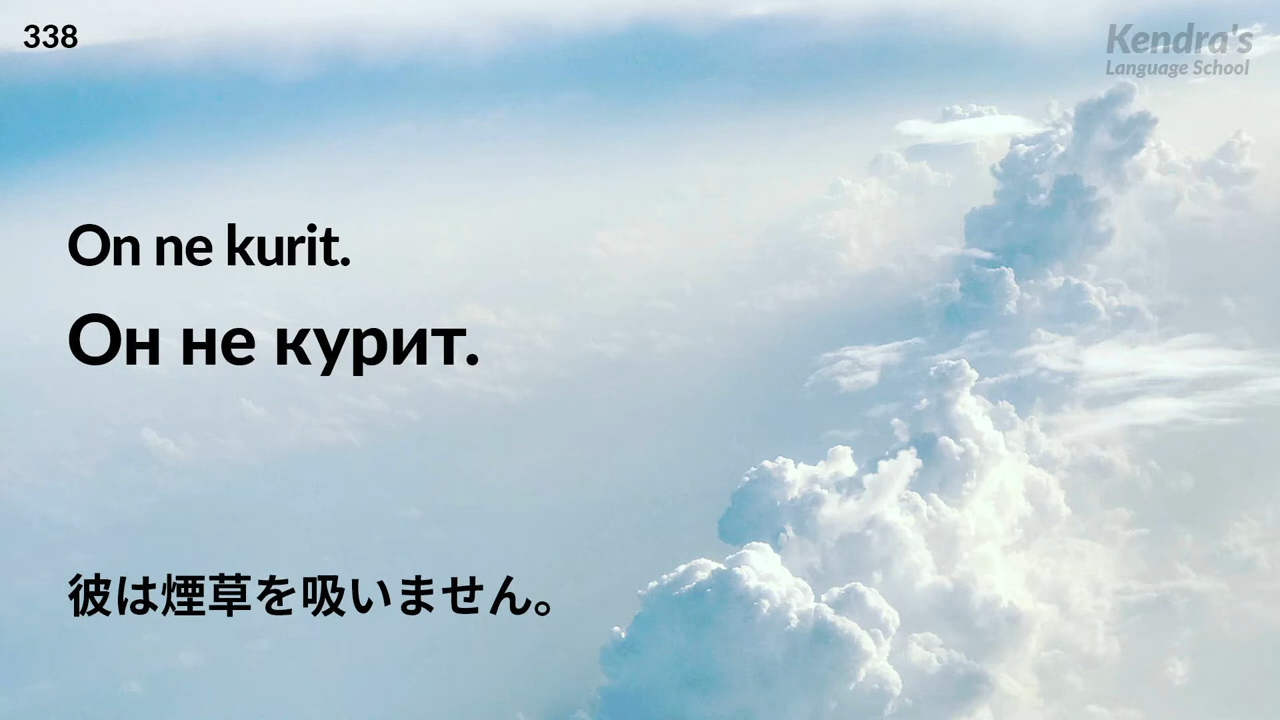 338
Kendra's
Language School
On ne kurit.
Он не курит.
彼は煙草を吸いません。